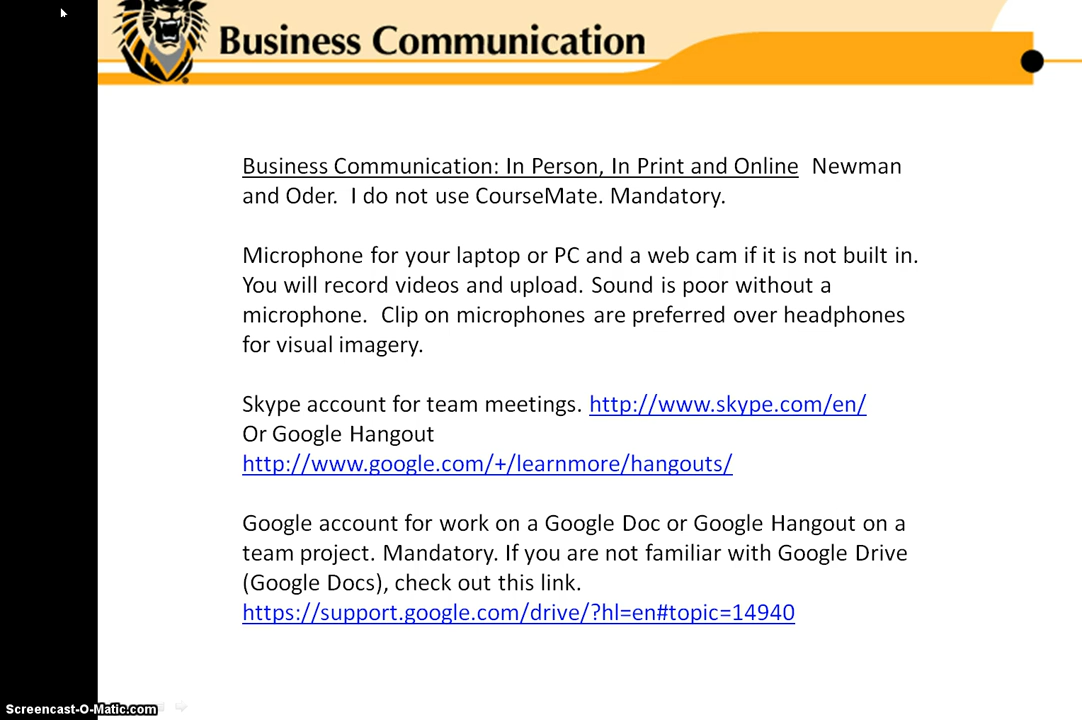 Business Communication
Business Communication: In Person, In Print and Online Newman
and Oder. I do not use CourseMate. Mandatory.
Microphone for your laptop or PC and a web cam if it is not built in.
You will record videos and upload. Sound is poor without a
microphone. Clip on microphones are preferred over headphones
for visual imagery.
Skype account for team meetings. http://www.skype.com/en/
Or Google Hangout
http://www.google.com/+/learnmore/hangouts/
Google account for work on a Google Doc or Google Hangout on a
team project. Mandatory. If you are not familiar with Google Drive
(Google Docs), check out this link.
https://support.google.com/drive/?hl=en#topic=14940
Screencast-O-Matic.com